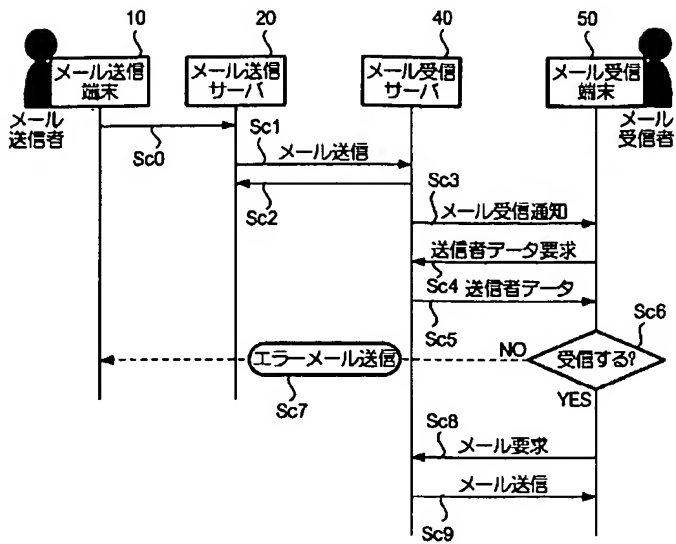 10
20
40
50
メール送信
端末
メール送信
サーバ
メール受信
サーバ
メール受信
端末
メール
送信者
メール
受信者
Sc0
Sc1
メール送信
Sc2
Sc3
メール受信通知
送信者データ要求
Sc4
送信者データ
Sc5
Sc6
受信する?
NO
エラーメール送信
Sc7
YES
Sc8
メール要求
メール送信
Sc9